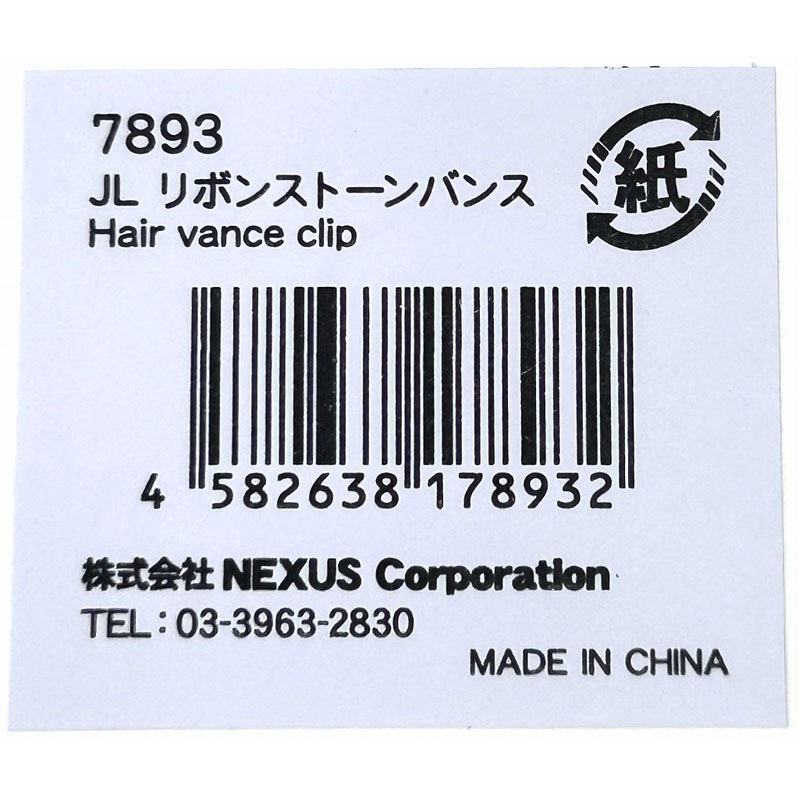 7893
JL リボンストーンバンス
Hair vance clip
紙
4 582638 178932
株式会社 NEXUS Corporation
TEL：03-3963-2830
MADE IN CHINA